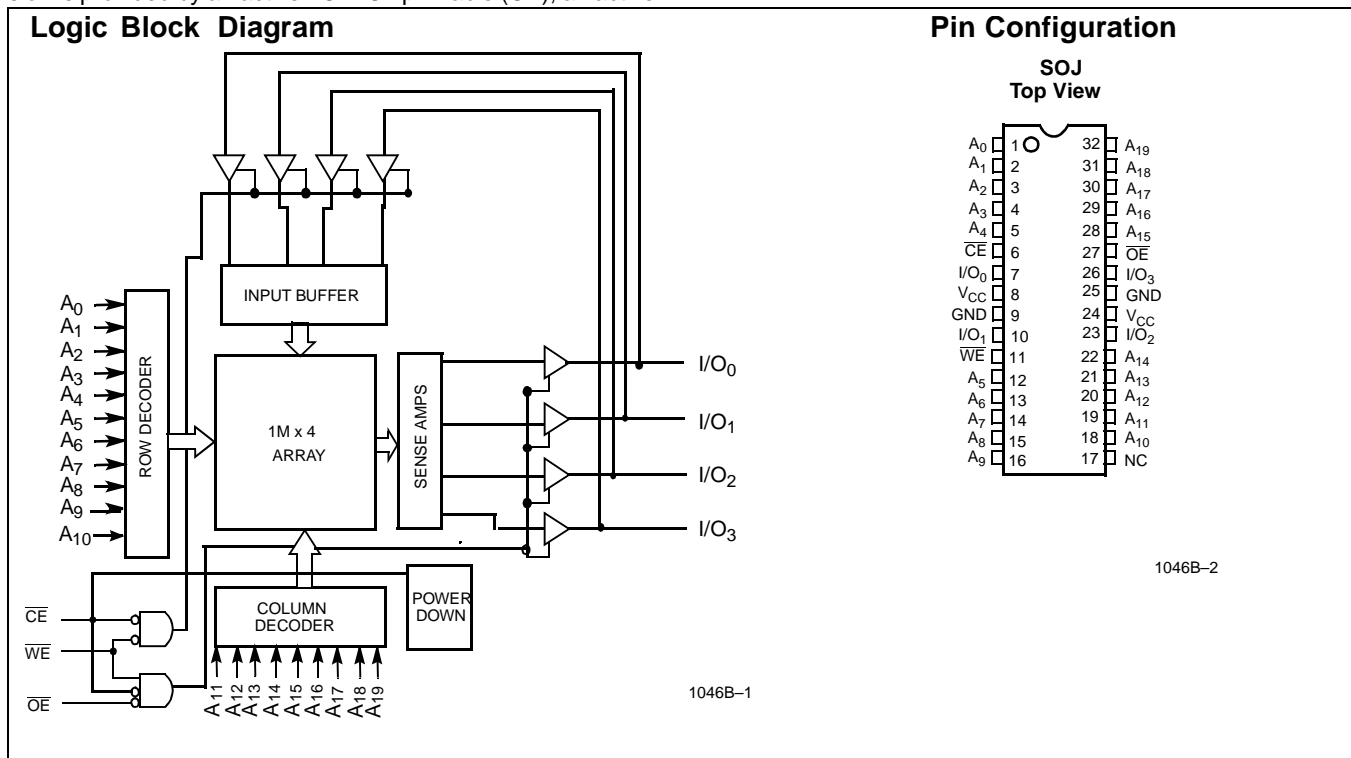 Logic Block Diagram
INPUT BUFFER
A0
A1
A2
A3
A4
A5
A6
A7
A8
A9
A10
ROW DECODER
1M x 4
ARRAY
SENSE AMPS
I/O0
I/O1
I/O2
I/O3
COLUMN
DECODER
POWER
DOWN
CE
WE
OE
A11
A12
A13
A14
A15
A16
A17
A18
A19
1046B–1
Pin Configuration
SOJ
Top View
A0 1 32 A19
A1 2 31 A18
A2 3 30 A17
A3 4 29 A16
A4 5 28 A15
CE 6 27 OE
I/O0 7 26 I/O3
VCC 8 25 GND
GND 9 24 VCC
I/O1 10 23 I/O2
WE 11 22 A14
A5 12 21 A13
A6 13 20 A12
A7 14 19 A11
A8 15 18 A10
A9 16 17 NC
1046B–2